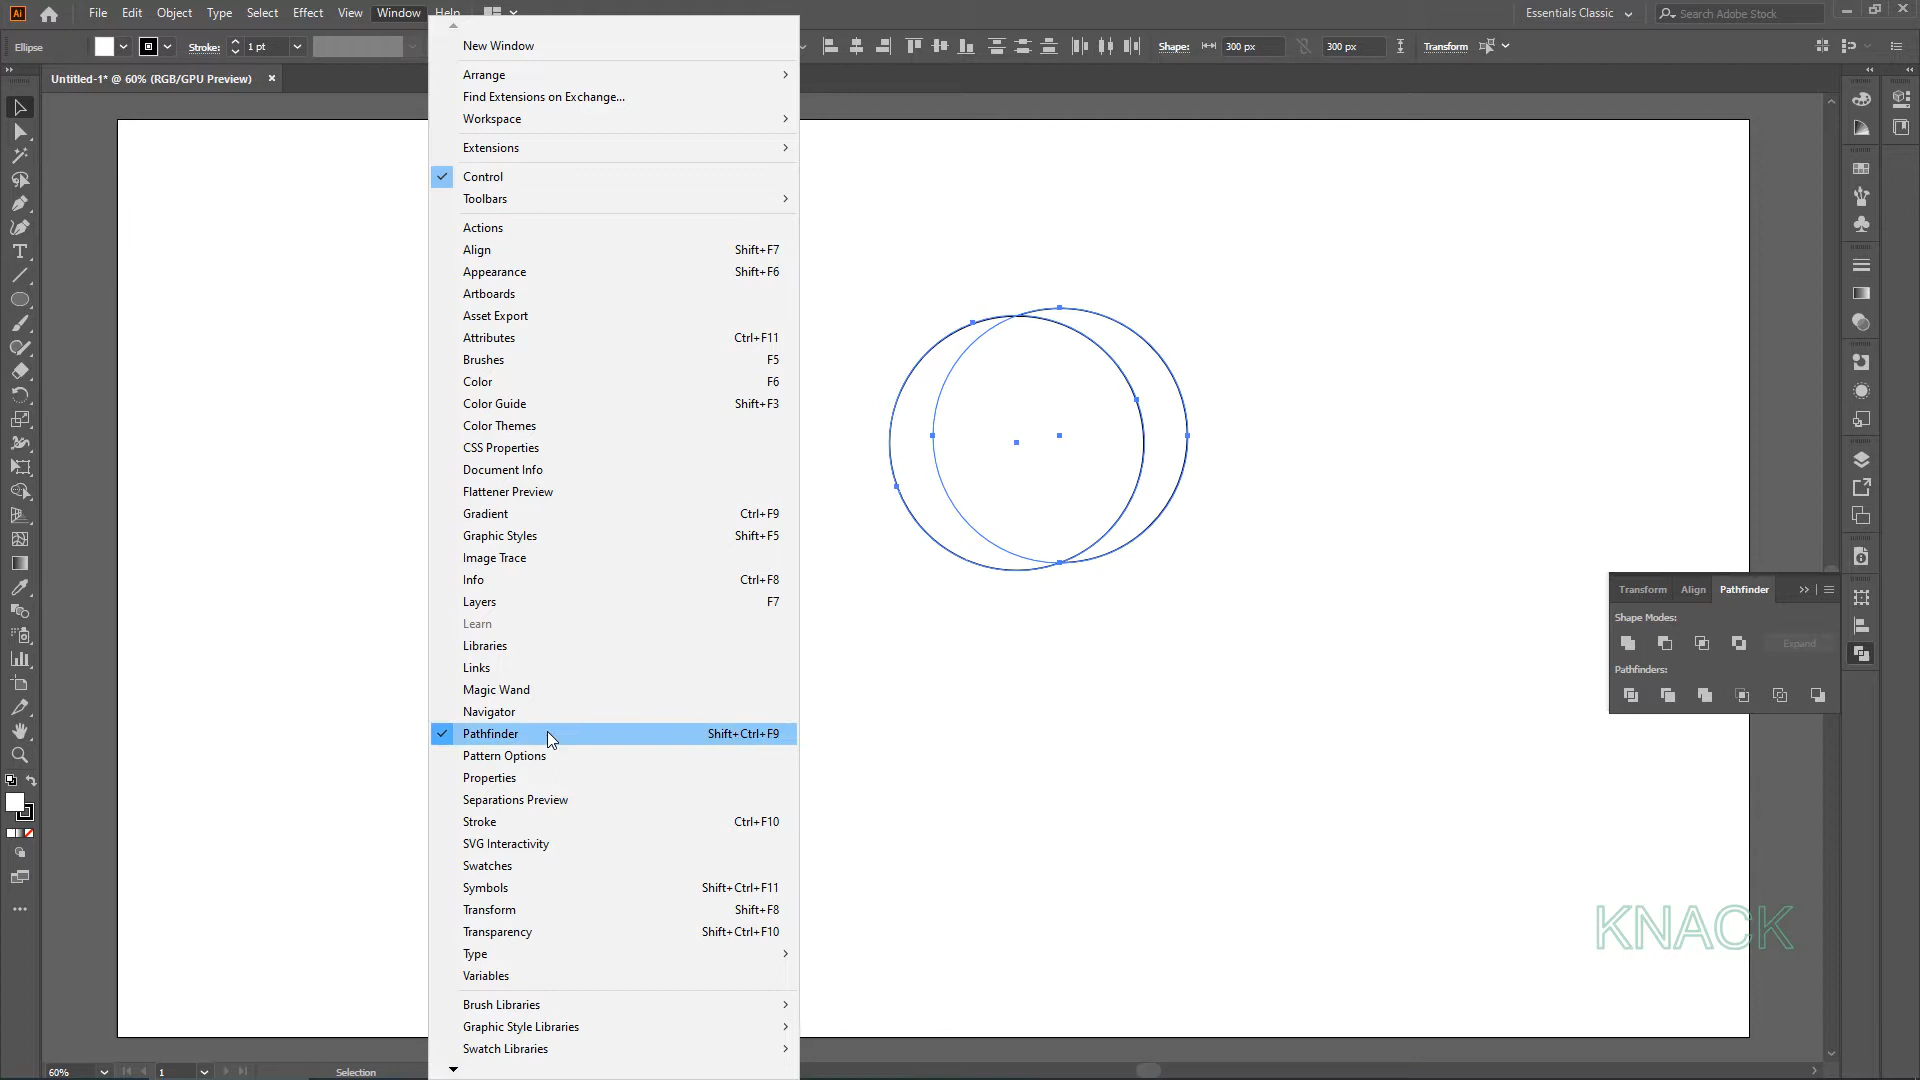 Ai File Edit Object Type Select Effect View Window Help Essentials Classic Search Adobe Stock
Ellipse Stroke: 1 pt Shape: 300 px 300 px Transform
Untitled-1* @ 60% (RGB/GPU Preview) ×
New Window
Arrange
Find Extensions on Exchange...
Workspace
Extensions
Control
Toolbars
Actions
Align Shift+F7
Appearance Shift+F6
Artboards
Asset Export
Attributes Ctrl+F11
Brushes F5
Color F6
Color Guide Shift+F3
Color Themes
CSS Properties
Document Info
Flattener Preview
Gradient Ctrl+F9
Graphic Styles Shift+F5
Image Trace
Info Ctrl+F8
Layers F7
Learn
Libraries
Links
Magic Wand
Navigator
Pathfinder Shift+Ctrl+F9
Pattern Options
Properties
Separations Preview
Stroke Ctrl+F10
SVG Interactivity
Swatches
Symbols Shift+Ctrl+F11
Transform Shift+F8
Transparency Shift+Ctrl+F10
Type
Variables
Brush Libraries
Graphic Style Libraries
Swatch Libraries
Transform Align Pathfinder
Shape Modes:
Expand
Pathfinders:
KNACK
60% 1 Selection